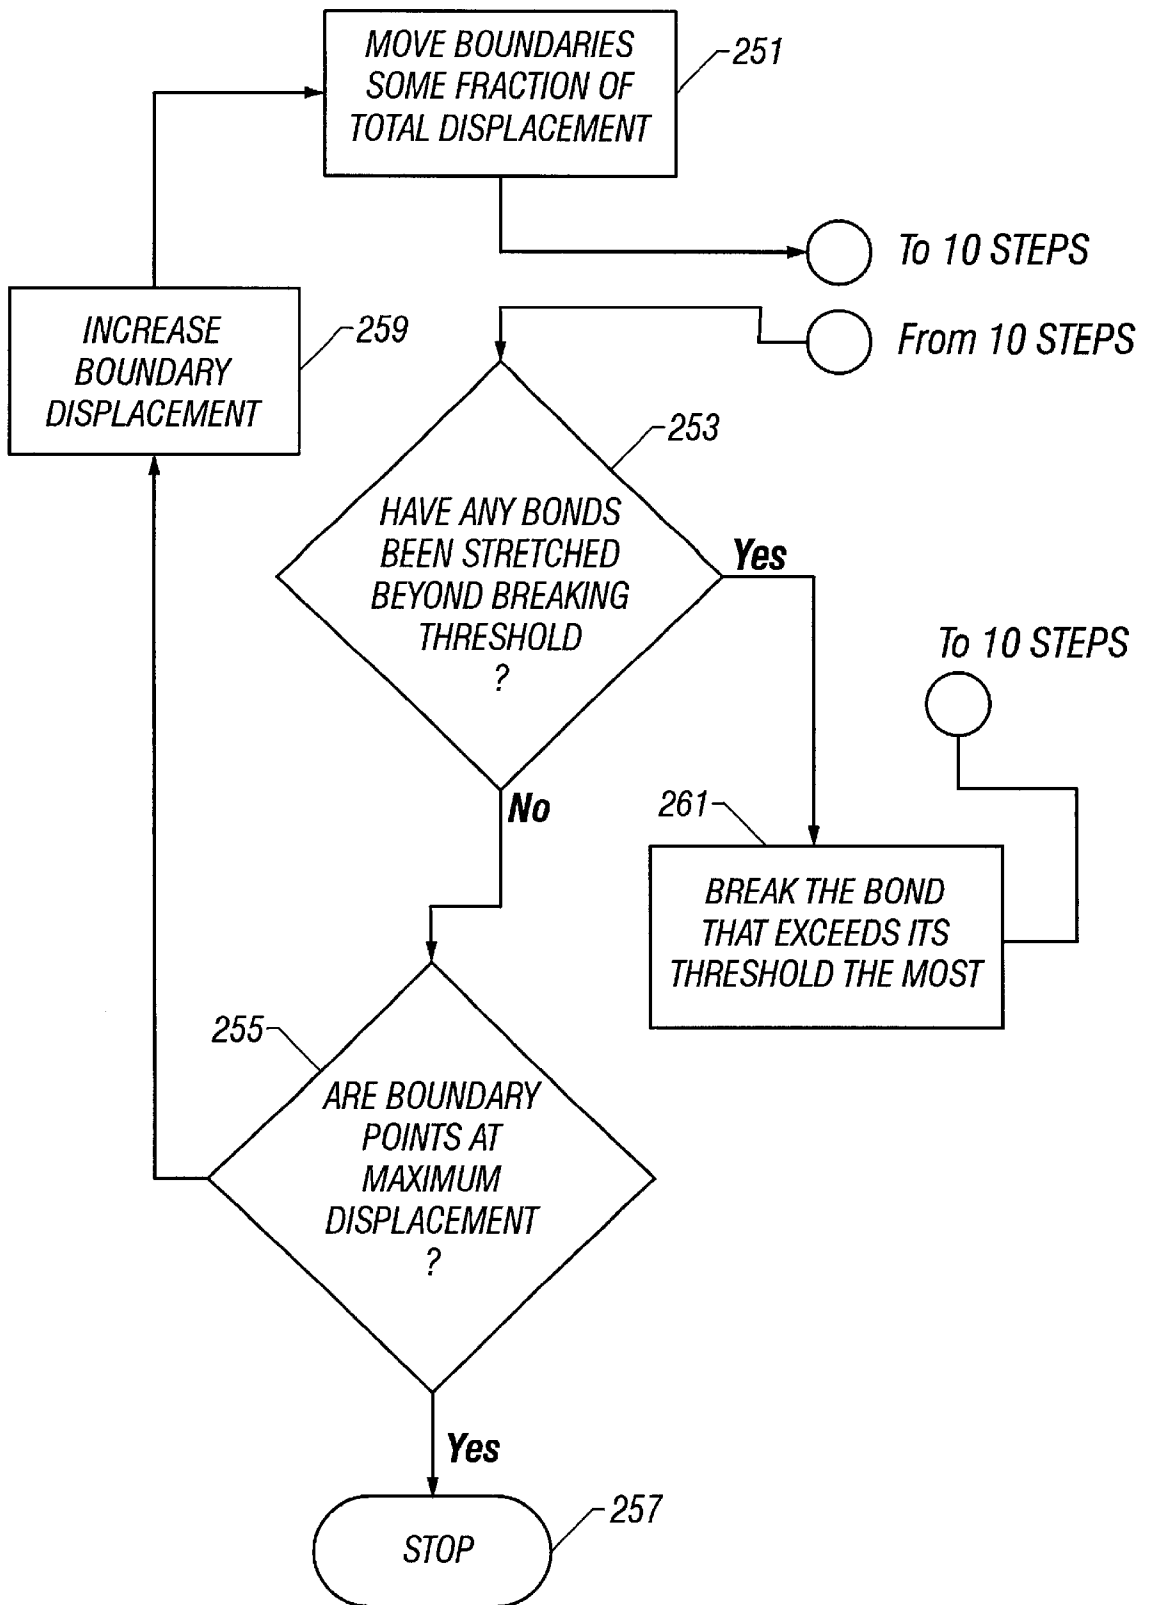 MOVE BOUNDARIES
SOME FRACTION OF
TOTAL DISPLACEMENT
251
To 10 STEPS
From 10 STEPS
INCREASE
BOUNDARY
DISPLACEMENT
259
253
HAVE ANY BONDS
BEEN STRETCHED
BEYOND BREAKING
THRESHOLD
?
Yes
No
To 10 STEPS
261
BREAK THE BOND
THAT EXCEEDS ITS
THRESHOLD THE MOST
255
ARE BOUNDARY
POINTS AT
MAXIMUM
DISPLACEMENT
?
Yes
257
STOP